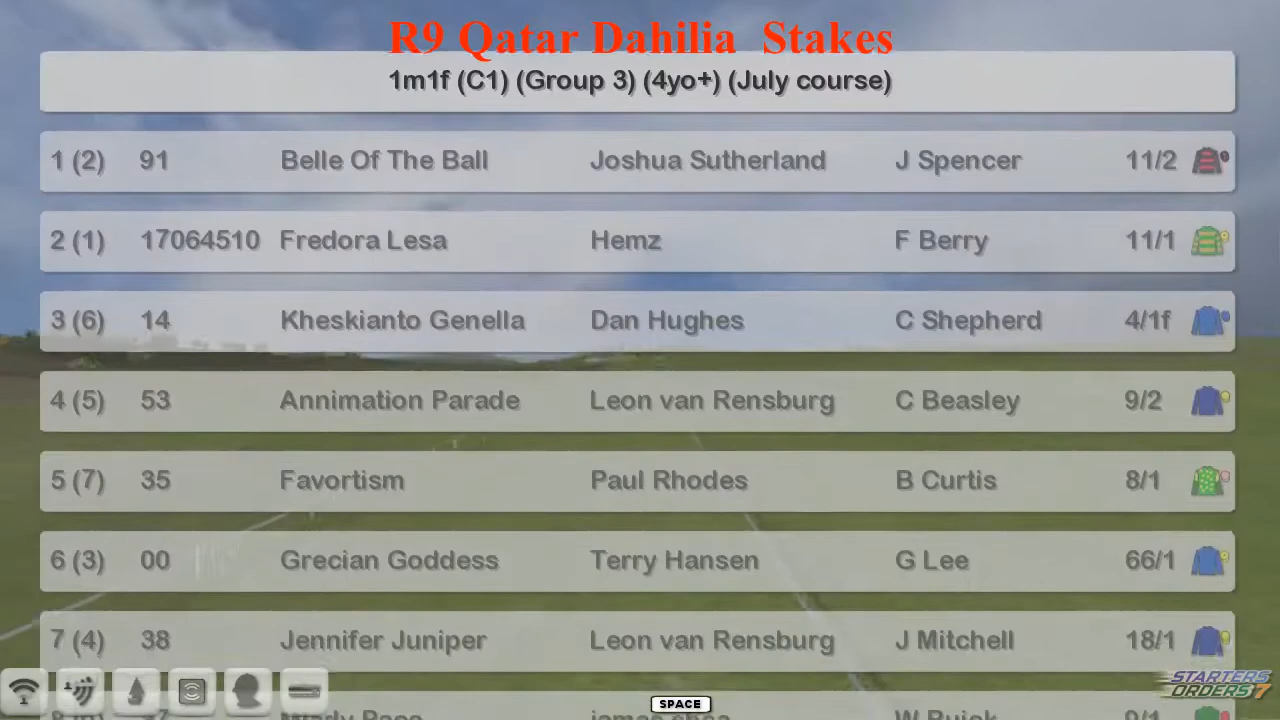 R9 Qatar Dahilia Stakes
1m1f (C1) (Group 3) (4yo+) (July course)
1 (2) 91 Belle Of The Ball Joshua Sutherland J Spencer 11/2
2 (1) 17064510 Fredora Lesa Hemz F Berry 11/1
3 (6) 14 Kheskianto Genella Dan Hughes C Shepherd 4/1f
4 (5) 53 Annimation Parade Leon van Rensburg C Beasley 9/2
5 (7) 35 Favortism Paul Rhodes B Curtis 8/1
6 (3) 00 Grecian Goddess Terry Hansen G Lee 66/1
7 (4) 38 Jennifer Juniper Leon van Rensburg J Mitchell 18/1
W Buick 9/1
SPACE
STARTERS ORDERS 7